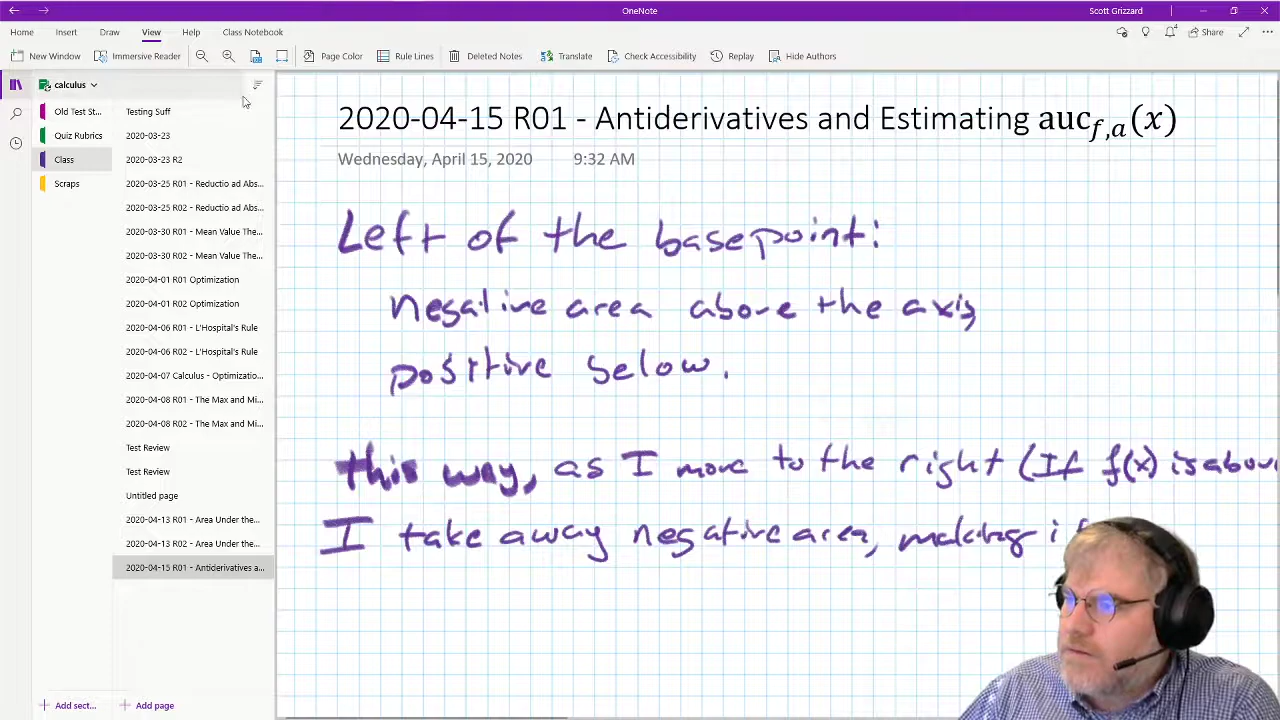 OneNote
Scott Grizzard
Home Insert Draw View Help Class Notebook
Share
New Window Immersive Reader Page Color Rule Lines Deleted Notes Translate Check Accessibility Replay Hide Authors
calculus
Old Test St...
Quiz Rubrics
Class
Scraps
Testing Suff
2020-03-23
2020-03-23 R2
2020-03-25 R01 - Reductio ad Abs...
2020-03-25 R02 - Reductio ad Abs...
2020-03-30 R01 - Mean Value The...
2020-03-30 R02 - Mean Value The...
2020-04-01 R01 Optimization
2020-04-01 R02 Optimization
2020-04-06 R01 - L'Hospital's Rule
2020-04-06 R02 - L'Hospital's Rule
2020-04-07 Calculus - Optimizatio...
2020-04-08 R01 - The Max and Mi...
2020-04-08 R02 - The Max and Mi...
Test Review
Test Review
Untitled page
2020-04-13 R01 - Area Under the...
2020-04-13 R02 - Area Under the...
2020-04-15 R01 - Antiderivatives a...
Add sect...
Add page
2020-04-15 R01 - Antiderivatives and Estimating auc_{f,a}(x)
Wednesday, April 15, 2020 9:32 AM
Left of the basepoint:
negative area above the axis,
positive below.
this way, as I move to the right (If f(x) is abov
I take away negative area, making i